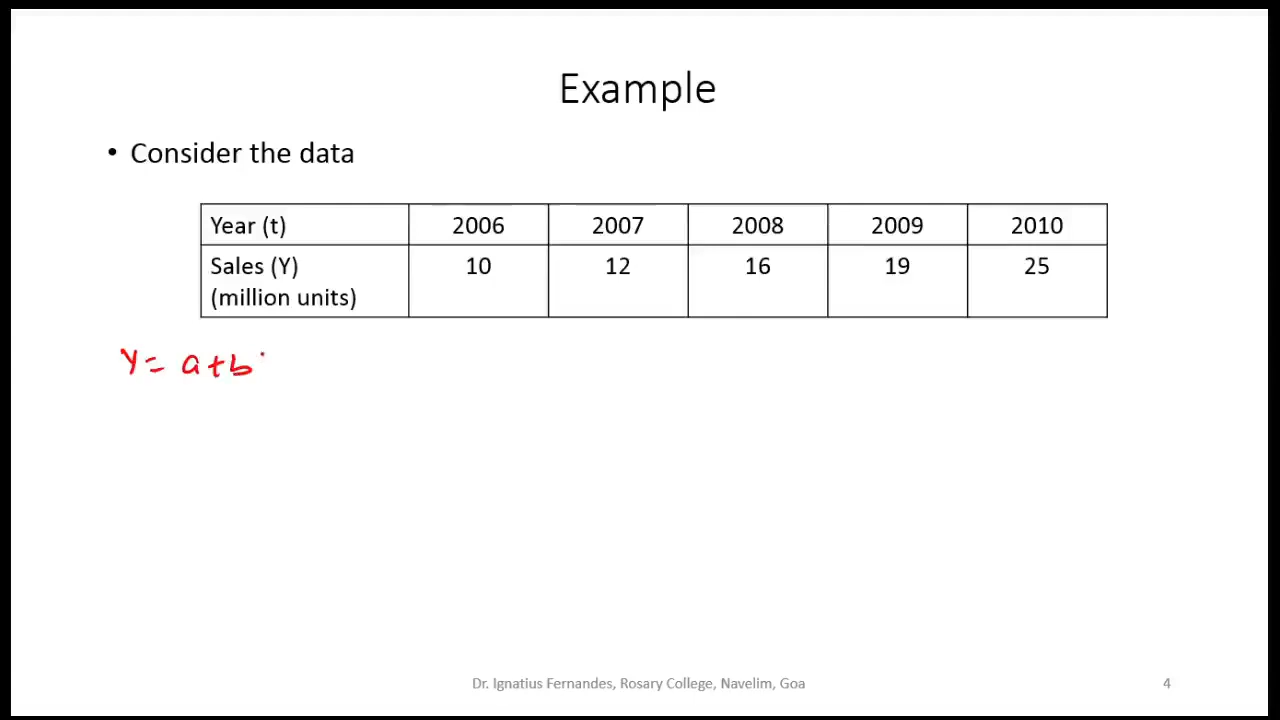 Example
• Consider the data
Year (t) 2006 2007 2008 2009 2010
Sales (Y) 10 12 16 19 25
(million units)
Y = a + b
Dr. Ignatius Fernandes, Rosary College, Navelim, Goa 4